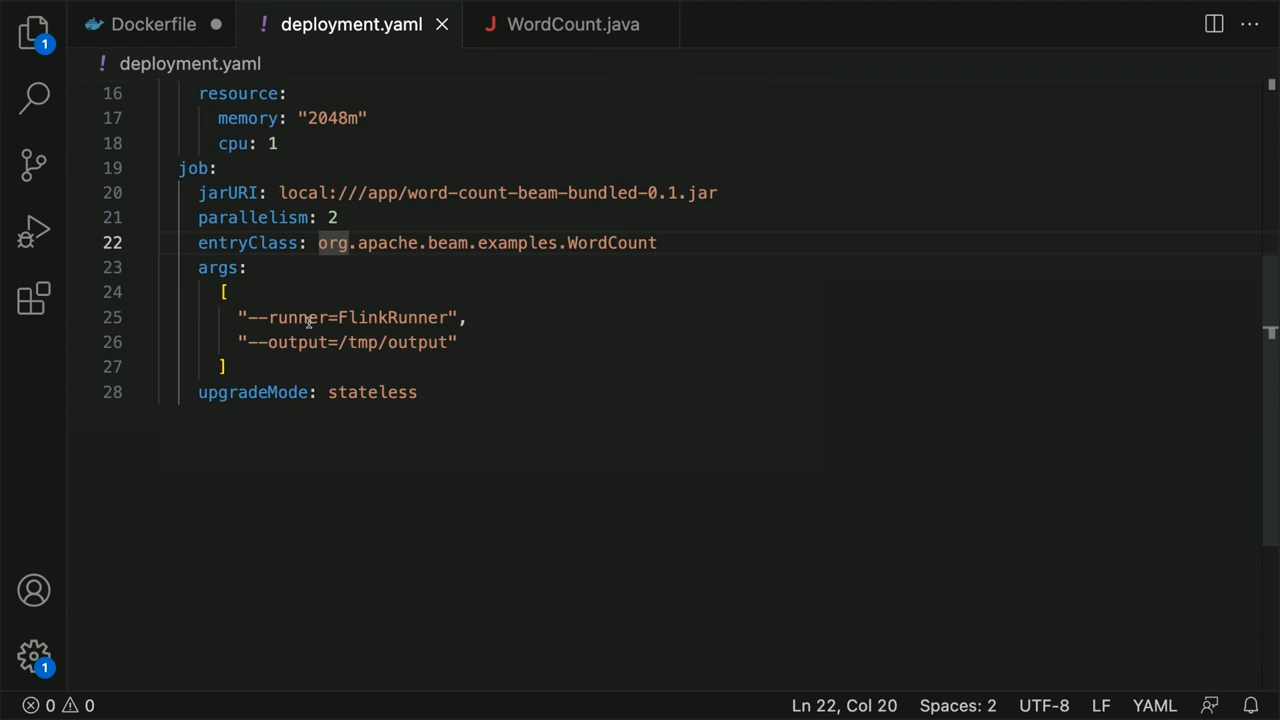 Dockerfile
! deployment.yaml
J WordCount.java
1
! deployment.yaml
16 resource:
17 memory: "2048m"
18 cpu: 1
19 job:
20 jarURI: local:///app/word-count-beam-bundled-0.1.jar
21 parallelism: 2
22 entryClass: org.apache.beam.examples.WordCount
23 args:
24 [
25 "--runner=FlinkRunner",
26 "--output=/tmp/output"
27 ]
28 upgradeMode: stateless
1
0 0 Ln 22, Col 20 Spaces: 2 UTF-8 LF YAML